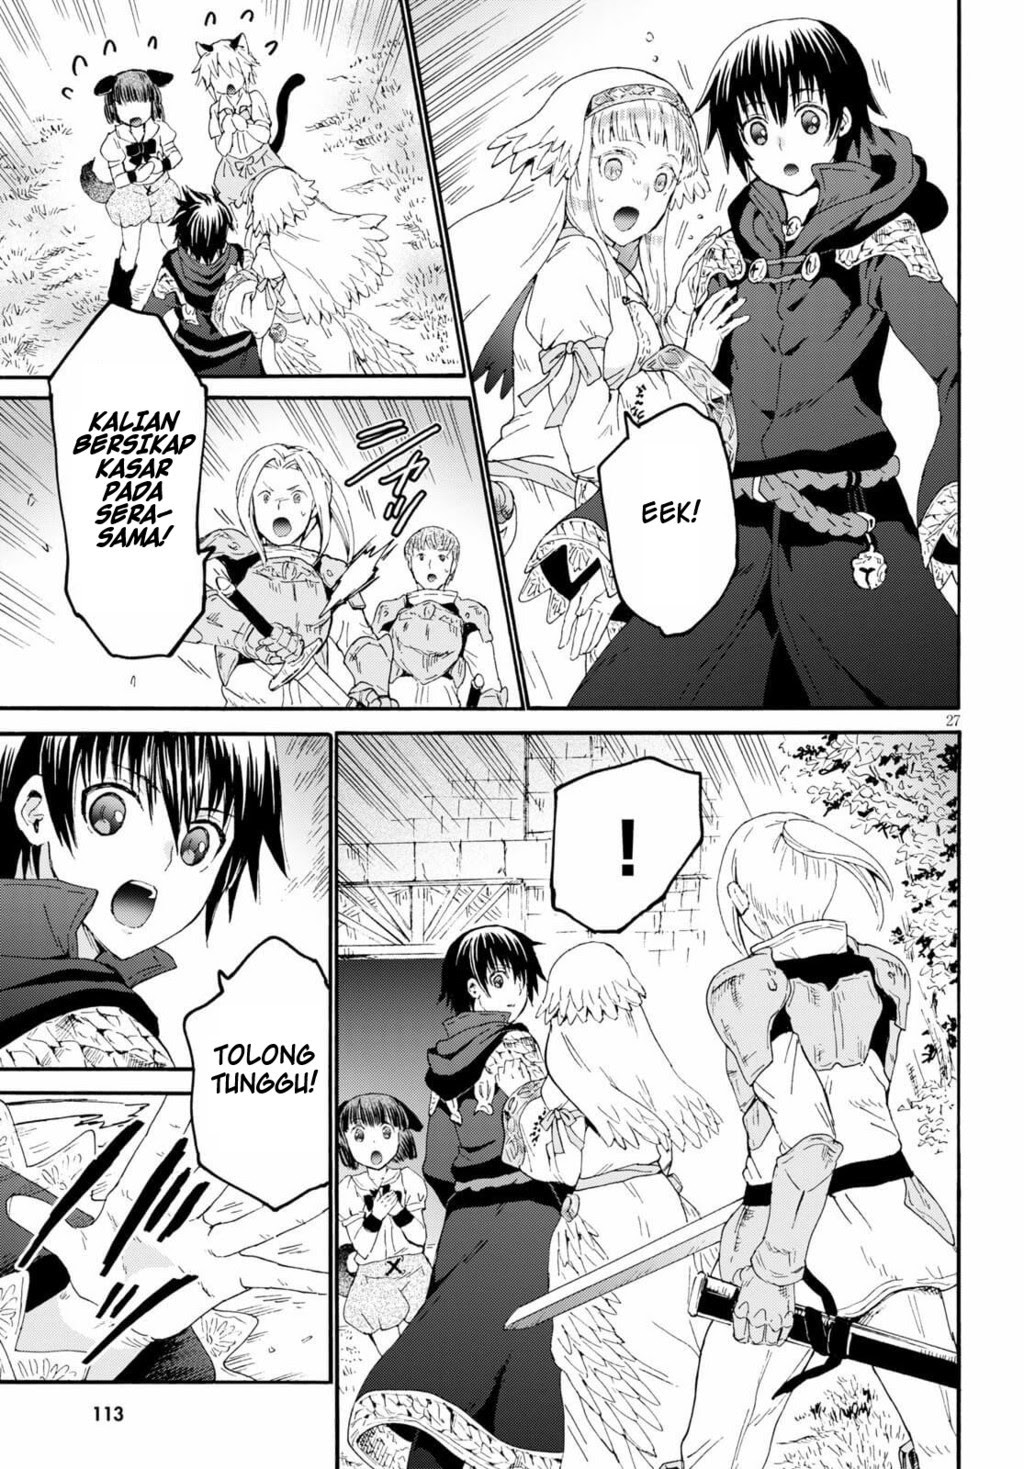 EEK!
KALIAN
BERSIKAP
KASAR
PADA
SERA-
SAMA!
27
!
TOLONG
TUNGGU!
113